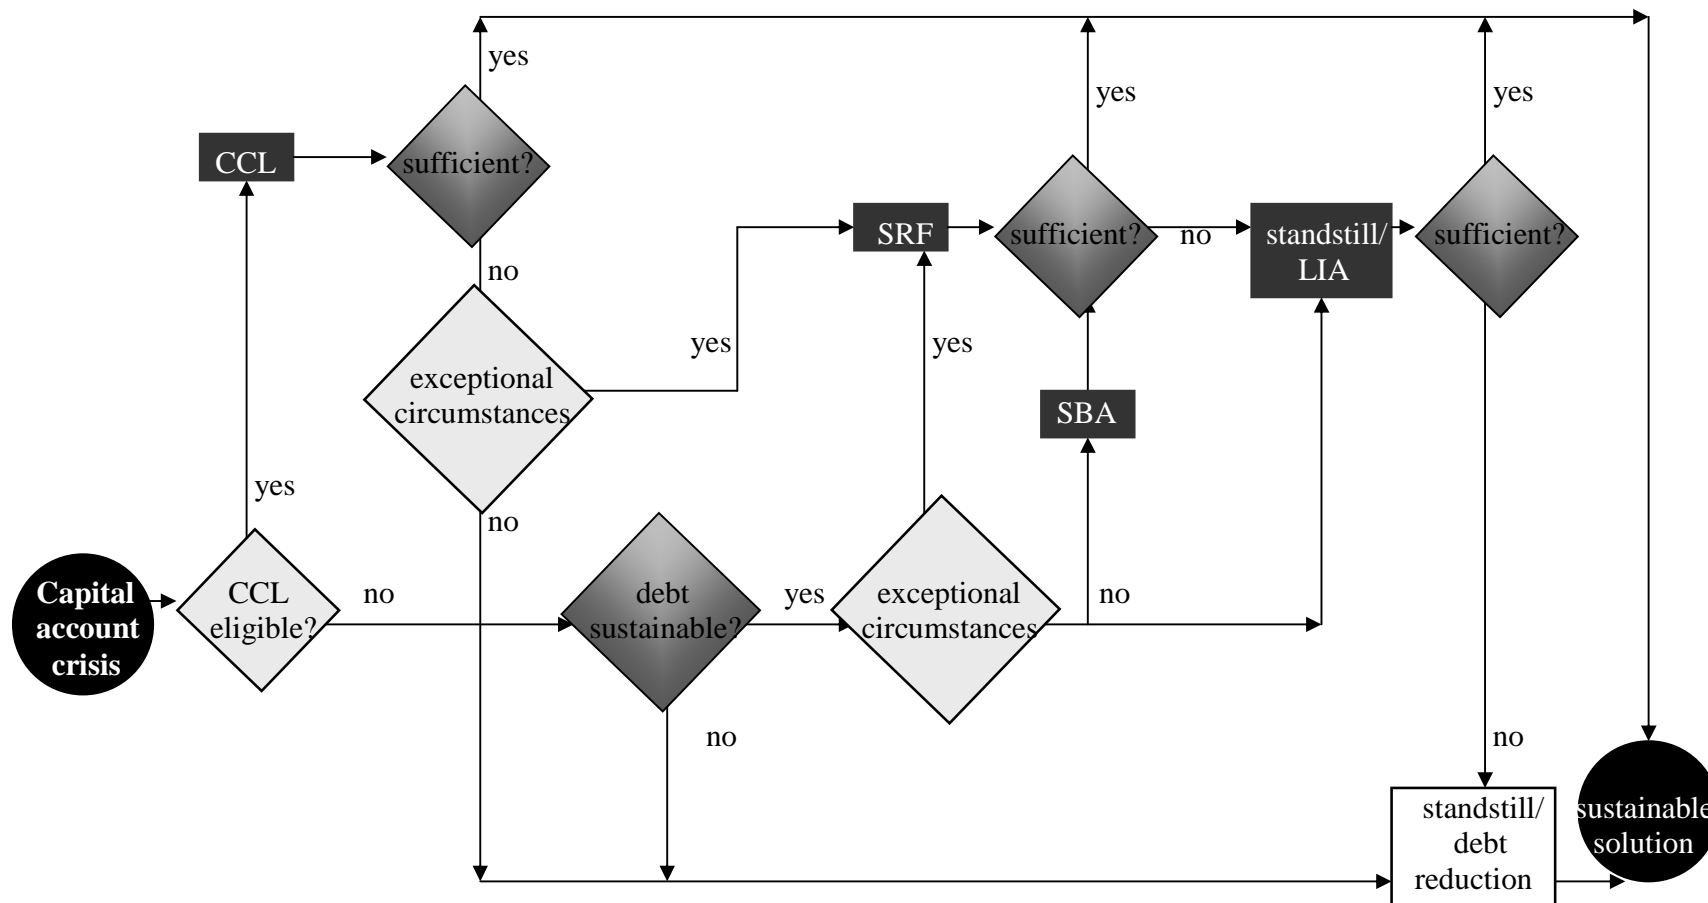 yes
yes
yes
CCL
sufficient?
SRF
sufficient?
no
standstill/
LIA
sufficient?
no
yes
yes
exceptional
circumstances
SBA
yes
no
Capital
account
crisis
CCL
eligible?
no
debt
sustainable?
yes
exceptional
circumstances
no
no
no
standstill/
debt
reduction
sustainable
solution